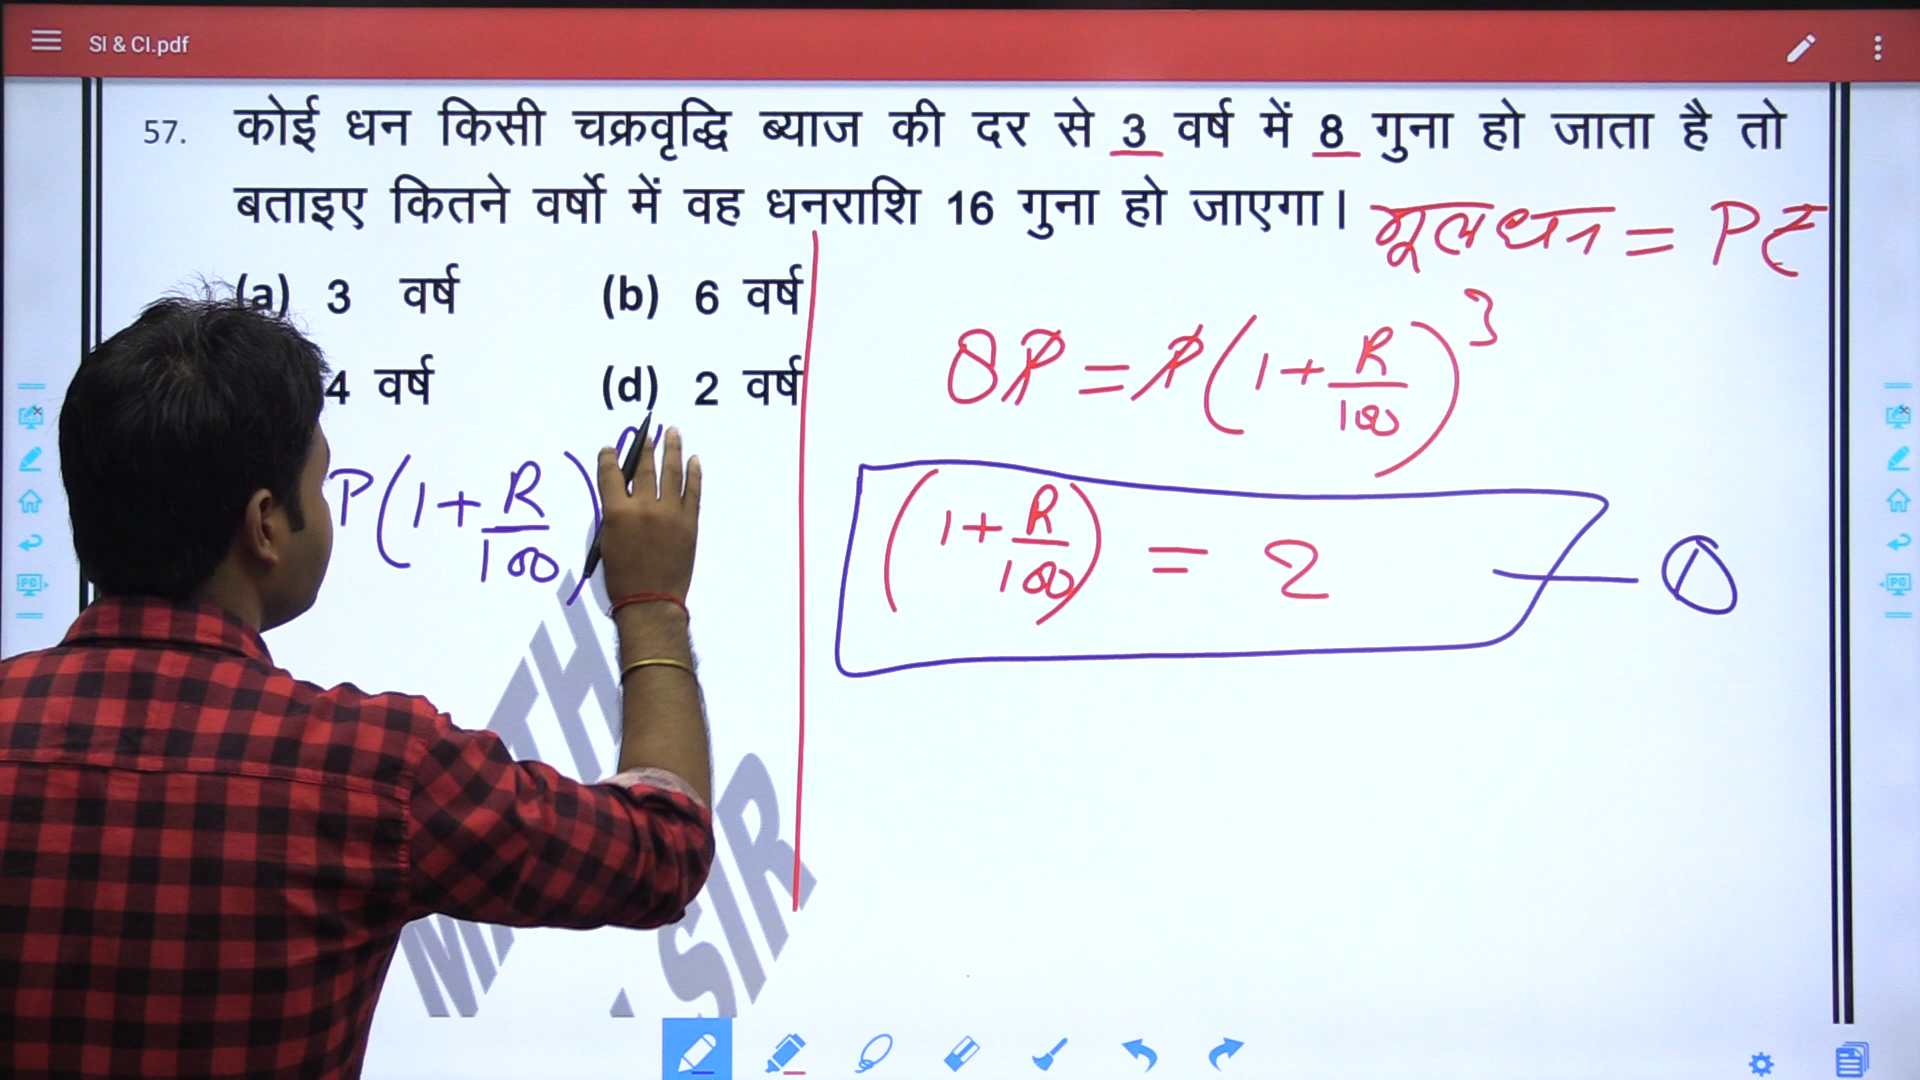 SI & CI.pdf
57. कोई धन किसी चक्रवृद्धि ब्याज की दर से 3 वर्ष में 8 गुना हो जाता है तो
बताइए कितने वर्षो में वह धनराशि 16 गुना हो जाएगा।
मूलधन = P ₹
(a) 3 वर्ष (b) 6 वर्ष
4 वर्ष (d) 2 वर्ष
8P = P(1+R/100)^3
P(1+R/100)
(1+R/100) = 2 — ①
MATH
SIR